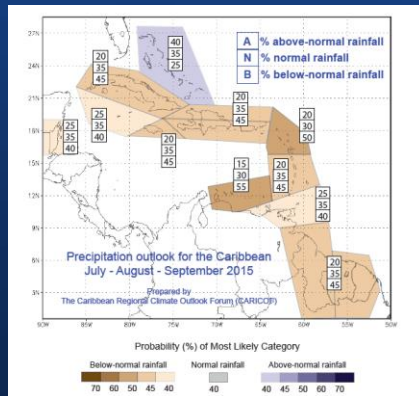 27N
24N
21N
18N
15N
12N
9N
6N
3N
90W
85W
80W
75W
70W
65W
60W
55W
50W
A % above-normal rainfall
N % normal rainfall
B % below-normal rainfall
20
35
45
40
35
25
25
35
40
25
35
40
20
35
45
20
35
45
20
30
50
15
30
55
20
35
45
25
35
40
20
35
45
Precipitation outlook for the Caribbean
July - August - September 2015
Prepared by
The Caribbean Regional Climate Outlook Forum (CARICOF)
Probability (%) of Most Likely Category
Below-normal rainfall
Normal rainfall
Above-normal rainfall
70 60 50 45 40
40
40 45 50 60 70